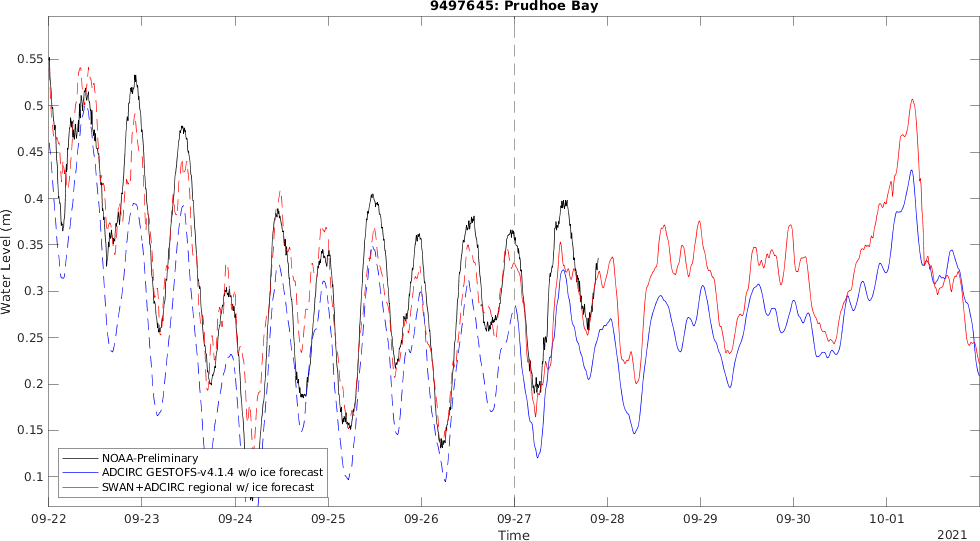 9497645: Prudhoe Bay
Water Level (m)
0.55
0.5
0.45
0.4
0.35
0.3
0.25
0.2
0.15
0.1
NOAA-Preliminary
ADCIRC GESTOFS-v4.1.4 w/o ice forecast
SWAN+ADCIRC regional w/ ice forecast
09-22 09-23 09-24 09-25 09-26 09-27 09-28 09-29 09-30 10-01
Time
2021